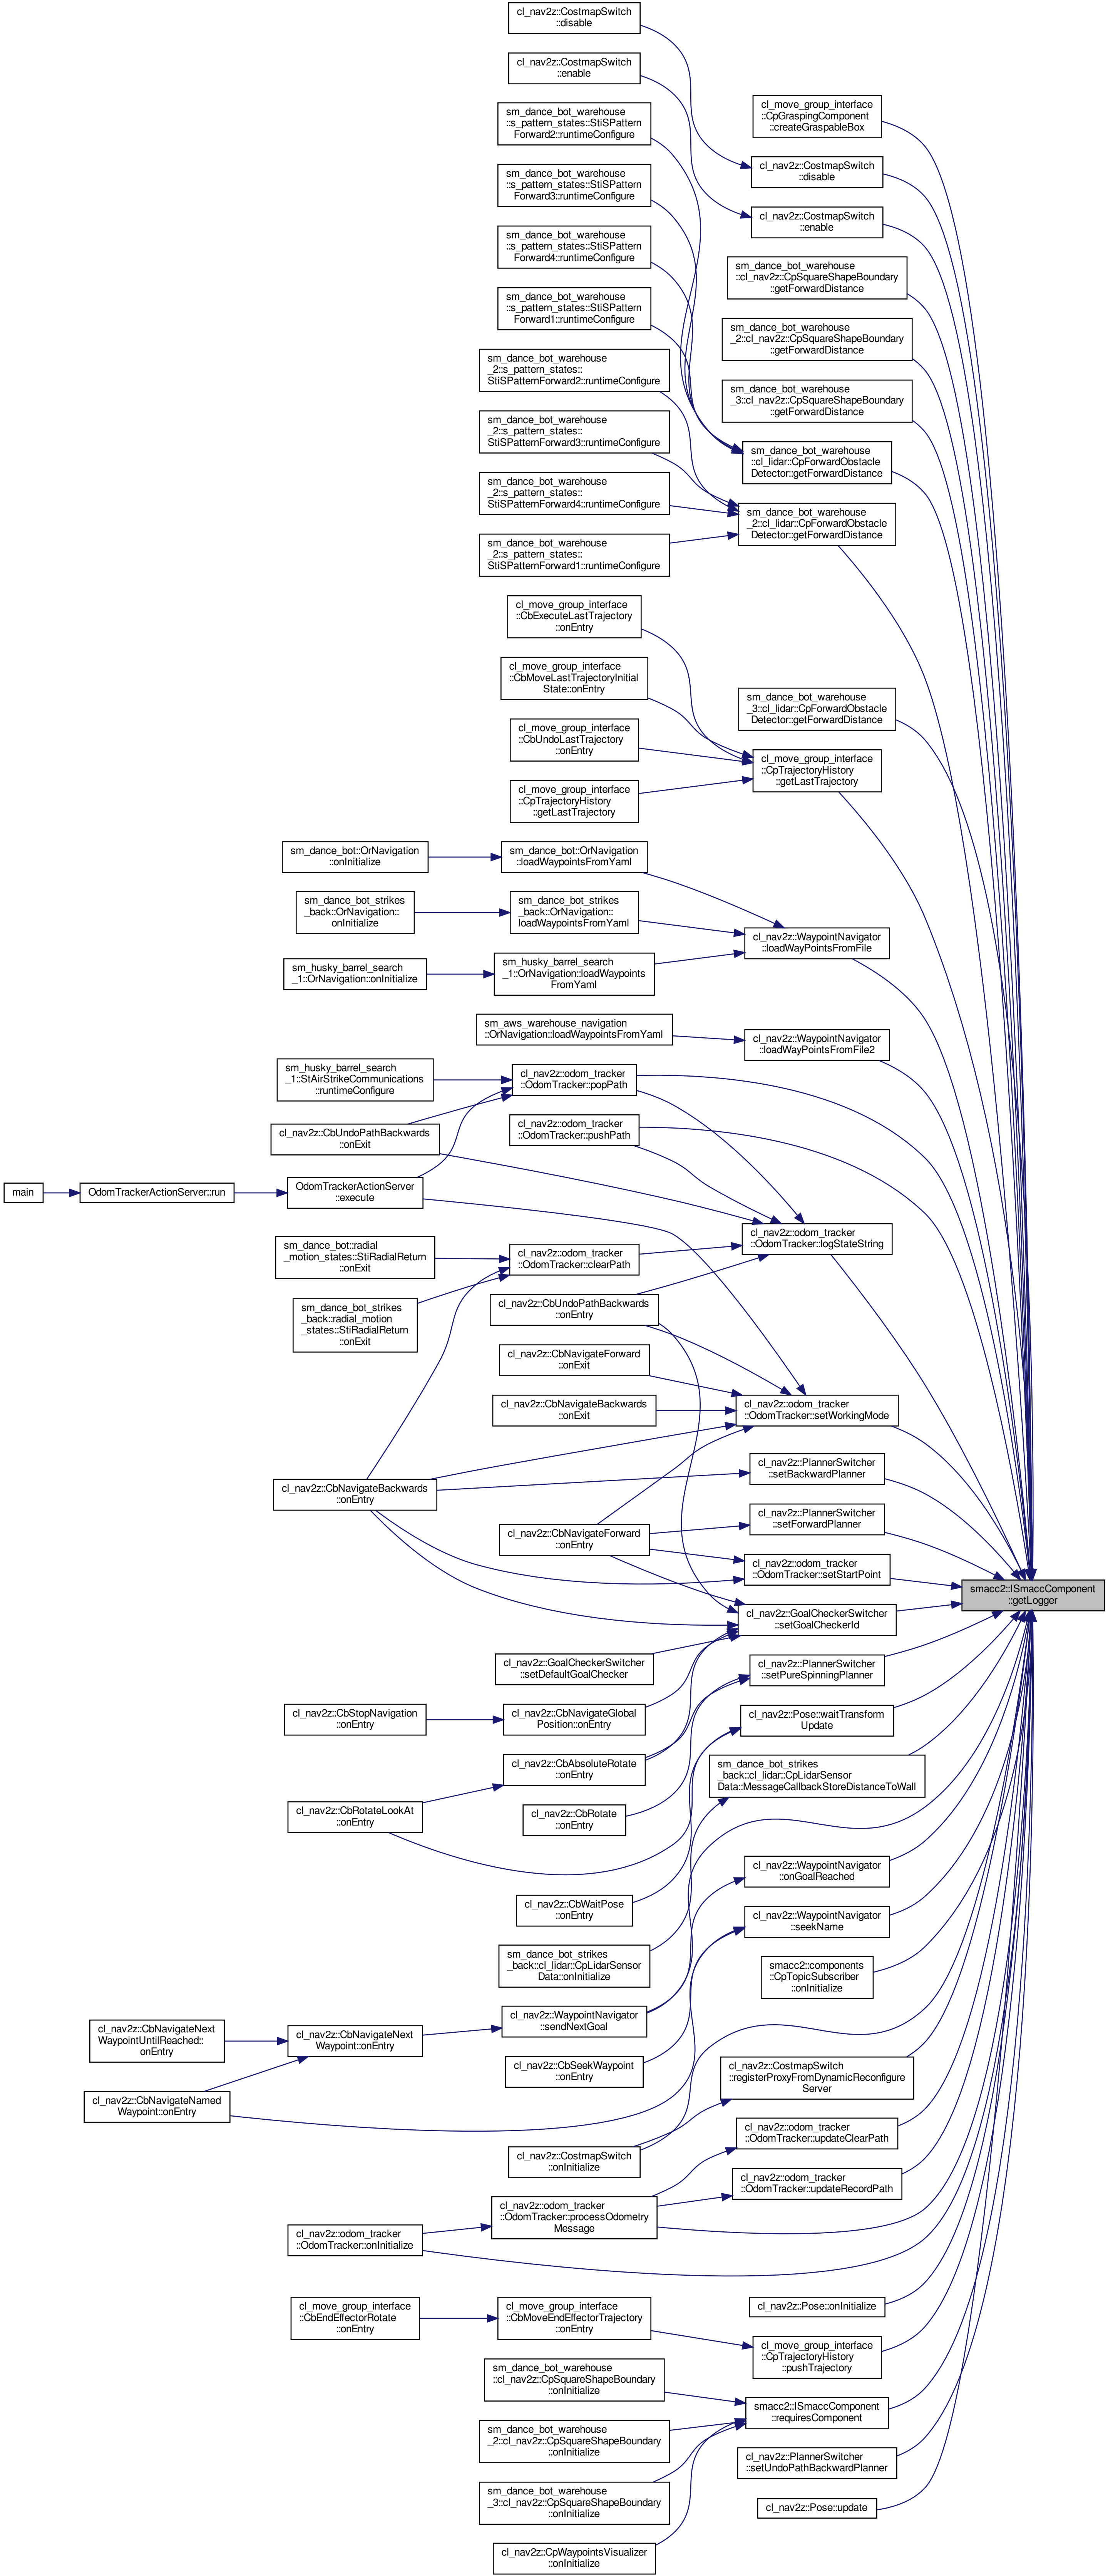 cl_nav2z::CostmapSwitch
::disable
cl_nav2z::CostmapSwitch
::enable
cl_move_group_interface
::CpGraspingComponent
::createGraspableBox
sm_dance_bot_warehouse
::s_pattern_states::StiSPattern
Forward2::runtimeConfigure
cl_nav2z::CostmapSwitch
::disable
sm_dance_bot_warehouse
::s_pattern_states::StiSPattern
Forward3::runtimeConfigure
cl_nav2z::CostmapSwitch
::enable
sm_dance_bot_warehouse
::s_pattern_states::StiSPattern
Forward4::runtimeConfigure
sm_dance_bot_warehouse
::cl_nav2z::CpSquareShapeBoundary
::getForwardDistance
sm_dance_bot_warehouse
::s_pattern_states::StiSPattern
Forward1::runtimeConfigure
sm_dance_bot_warehouse
_2::cl_nav2z::CpSquareShapeBoundary
::getForwardDistance
sm_dance_bot_warehouse
_2::s_pattern_states::
StiSPatternForward2::runtimeConfigure
sm_dance_bot_warehouse
_3::cl_nav2z::CpSquareShapeBoundary
::getForwardDistance
sm_dance_bot_warehouse
_2::s_pattern_states::
StiSPatternForward3::runtimeConfigure
sm_dance_bot_warehouse
::cl_lidar::CpForwardObstacle
Detector::getForwardDistance
sm_dance_bot_warehouse
_2::s_pattern_states::
StiSPatternForward4::runtimeConfigure
sm_dance_bot_warehouse
_2::cl_lidar::CpForwardObstacle
Detector::getForwardDistance
sm_dance_bot_warehouse
_2::s_pattern_states::
StiSPatternForward1::runtimeConfigure
cl_move_group_interface
::CbExecuteLastTrajectory
::onEntry
cl_move_group_interface
::CbMoveLastTrajectoryInitial
State::onEntry
sm_dance_bot_warehouse
_3::cl_lidar::CpForwardObstacle
Detector::getForwardDistance
cl_move_group_interface
::CbUndoLastTrajectory
::onEntry
cl_move_group_interface
::CpTrajectoryHistory
::getLastTrajectory
cl_move_group_interface
::CpTrajectoryHistory
::getLastTrajectory
sm_dance_bot::OrNavigation
::onInitialize
sm_dance_bot::OrNavigation
::loadWaypointsFromYaml
sm_dance_bot_strikes
_back::OrNavigation::
onInitialize
sm_dance_bot_strikes
_back::OrNavigation::
loadWaypointsFromYaml
cl_nav2z::WaypointNavigator
::loadWayPointsFromFile
sm_husky_barrel_search
_1::OrNavigation::onInitialize
sm_husky_barrel_search
_1::OrNavigation::loadWaypoints
FromYaml
sm_aws_warehouse_navigation
::OrNavigation::loadWaypointsFromYaml
cl_nav2z::WaypointNavigator
::loadWayPointsFromFile2
sm_husky_barrel_search
_1::StAirStrikeCommunications
::runtimeConfigure
cl_nav2z::odom_tracker
::OdomTracker::popPath
cl_nav2z::CbUndoPathBackwards
::onExit
cl_nav2z::odom_tracker
::OdomTracker::pushPath
main
OdomTrackerActionServer::run
OdomTrackerActionServer
::execute
cl_nav2z::odom_tracker
::OdomTracker::logStateString
sm_dance_bot::radial
_motion_states::StiRadialReturn
::onExit
cl_nav2z::odom_tracker
::OdomTracker::clearPath
sm_dance_bot_strikes
_back::radial_motion
_states::StiRadialReturn
::onExit
cl_nav2z::CbUndoPathBackwards
::onEntry
cl_nav2z::CbNavigateForward
::onExit
cl_nav2z::CbNavigateBackwards
::onExit
cl_nav2z::odom_tracker
::OdomTracker::setWorkingMode
cl_nav2z::CbNavigateBackwards
::onEntry
cl_nav2z::PlannerSwitcher
::setBackwardPlanner
cl_nav2z::CbNavigateForward
::onEntry
cl_nav2z::PlannerSwitcher
::setForwardPlanner
cl_nav2z::odom_tracker
::OdomTracker::setStartPoint
smacc2::ISmaccComponent
::getLogger
cl_nav2z::GoalCheckerSwitcher
::setGoalCheckerId
cl_nav2z::GoalCheckerSwitcher
::setDefaultGoalChecker
cl_nav2z::PlannerSwitcher
::setPureSpinningPlanner
cl_nav2z::CbStopNavigation
::onEntry
cl_nav2z::CbNavigateGlobal
Position::onEntry
cl_nav2z::Pose::waitTransform
Update
cl_nav2z::CbAbsoluteRotate
::onEntry
sm_dance_bot_strikes
_back::cl_lidar::CpLidarSensor
Data::MessageCallbackStoreDistanceToWall
cl_nav2z::CbRotateLookAt
::onEntry
cl_nav2z::CbRotate
::onEntry
cl_nav2z::WaypointNavigator
::onGoalReached
cl_nav2z::CbWaitPose
::onEntry
cl_nav2z::WaypointNavigator
::seekName
sm_dance_bot_strikes
_back::cl_lidar::CpLidarSensor
Data::onInitialize
smacc2::components
::CpTopicSubscriber
::onInitialize
cl_nav2z::CbNavigateNext
WaypointUntilReached::
onEntry
cl_nav2z::CbNavigateNext
Waypoint::onEntry
cl_nav2z::WaypointNavigator
::sendNextGoal
cl_nav2z::CbSeekWaypoint
::onEntry
cl_nav2z::CostmapSwitch
::registerProxyFromDynamicReconfigure
Server
cl_nav2z::CbNavigateNamed
Waypoint::onEntry
cl_nav2z::CostmapSwitch
::onInitialize
cl_nav2z::odom_tracker
::OdomTracker::updateClearPath
cl_nav2z::odom_tracker
::OdomTracker::updateRecordPath
cl_nav2z::odom_tracker
::OdomTracker::processOdometry
Message
cl_nav2z::odom_tracker
::OdomTracker::onInitialize
cl_nav2z::Pose::onInitialize
cl_move_group_interface
::CbEndEffectorRotate
::onEntry
cl_move_group_interface
::CbMoveEndEffectorTrajectory
::onEntry
cl_move_group_interface
::CpTrajectoryHistory
::pushTrajectory
sm_dance_bot_warehouse
::cl_nav2z::CpSquareShapeBoundary
::onInitialize
smacc2::ISmaccComponent
::requiresComponent
sm_dance_bot_warehouse
_2::cl_nav2z::CpSquareShapeBoundary
::onInitialize
cl_nav2z::PlannerSwitcher
::setUndoPathBackwardPlanner
sm_dance_bot_warehouse
_3::cl_nav2z::CpSquareShapeBoundary
::onInitialize
cl_nav2z::Pose::update
cl_nav2z::CpWaypointsVisualizer
::onInitialize